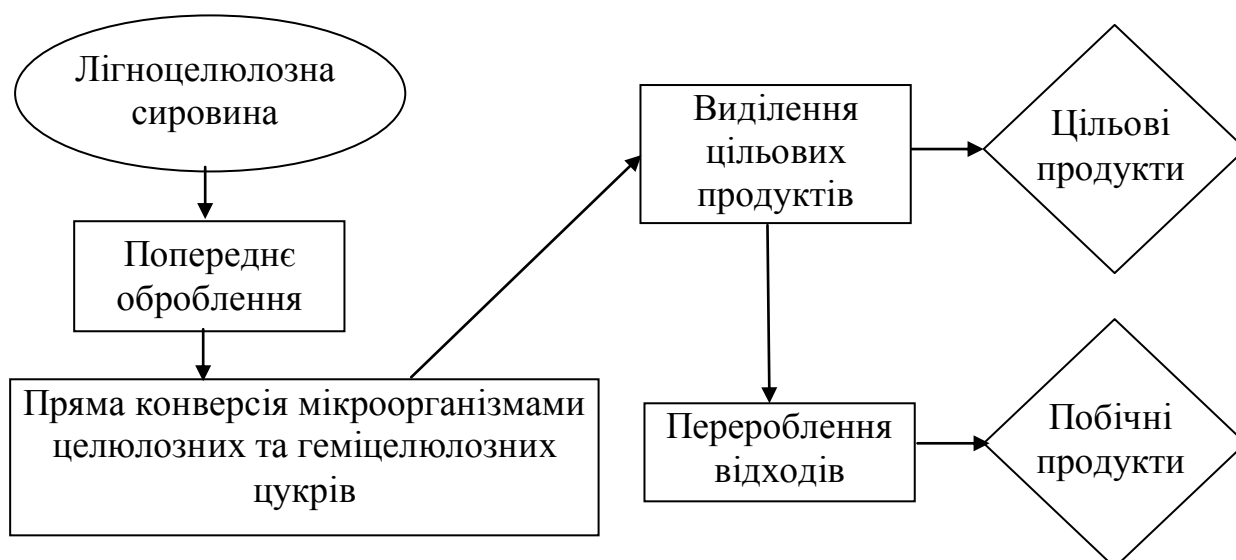 Лігноцелюлозна
сировина
Попереднє
оброблення
Пряма конверсія мікроорганізмами
целюлозних та геміцелюлозних
цукрів
Виділення
цільових
продуктів
Цільові
продукти
Перероблення
відходів
Побічні
продукти